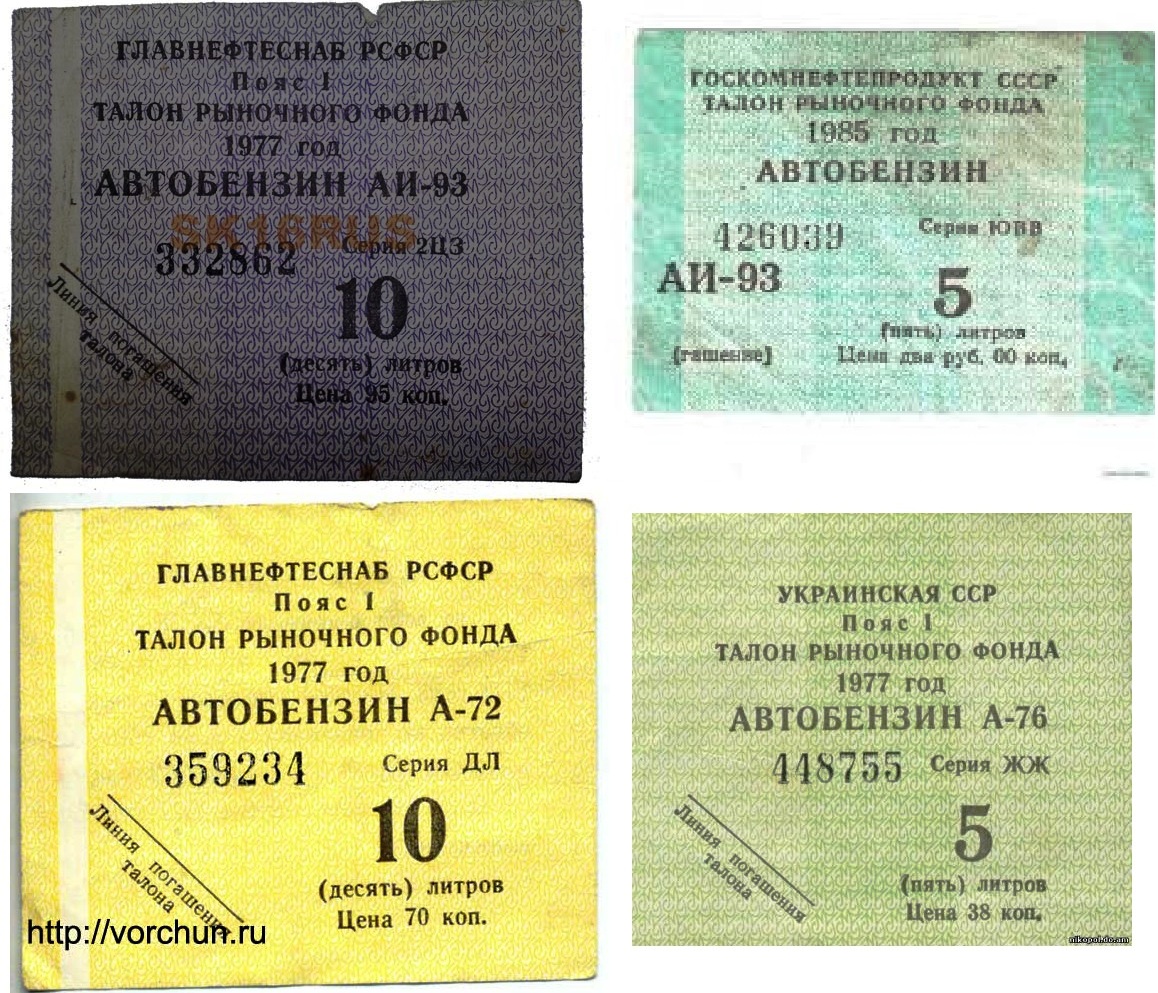 ГЛАВНЕФТЕСНАБ РСФСР
Пояс I
ТАЛОН РЫНОЧНОГО ФОНДА
1977 год
АВТОБЕНЗИН АИ-93
SK16RUS
332862 Серия 2ЦЗ
10
Линия погашения
талона
(десять) литров
Цена 95 коп.
ГОСКОМНЕФТЕПРОДУКТ СССР
ТАЛОН РЫНОЧНОГО ФОНДА
1985 год
АВТОБЕНЗИН
426039 Серия ЮВВ
АИ-93 5
(пять) литров
[гашение] Цена два руб. 00 коп.
ГЛАВНЕФТЕСНАБ РСФСР
Пояс I
ТАЛОН РЫНОЧНОГО ФОНДА
1977 год
АВТОБЕНЗИН А-72
359234 Серия ДЛ
10
Линия погашения
талона
(десять) литров
Цена 70 коп.
http://vorchun.ru
УКРАИНСКАЯ ССР
Пояс I
ТАЛОН РЫНОЧНОГО ФОНДА
1977 год
АВТОБЕНЗИН А-76
448755 Серия ЖЖ
5
Линия погашения
талона
(пять) литров
Цена 38 коп.
nikopol.do.am